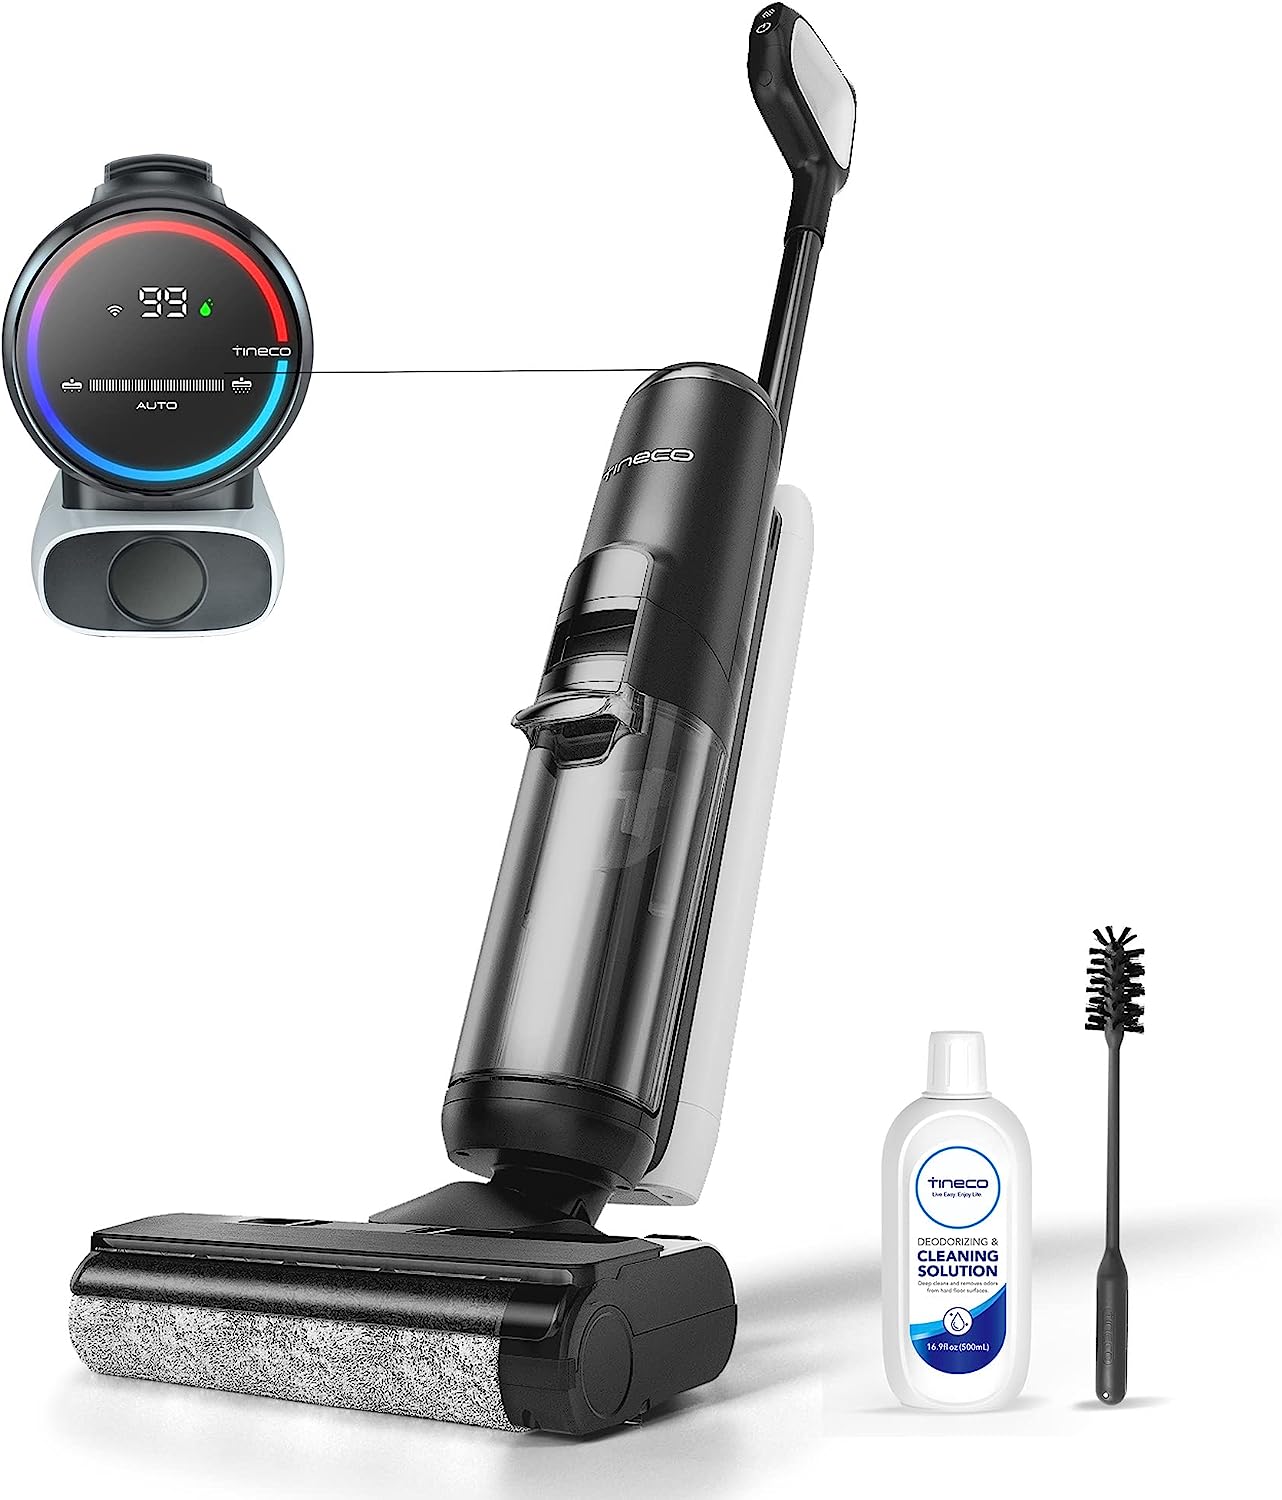 99
TINECO
AUTO
TINECO
TINECO
Live Easy. Enjoy Life.
DEODORIZING &
CLEANING
SOLUTION
Deep cleans and removes odors
from hard floor surfaces.
16.9fl oz (500mL)
TINECO